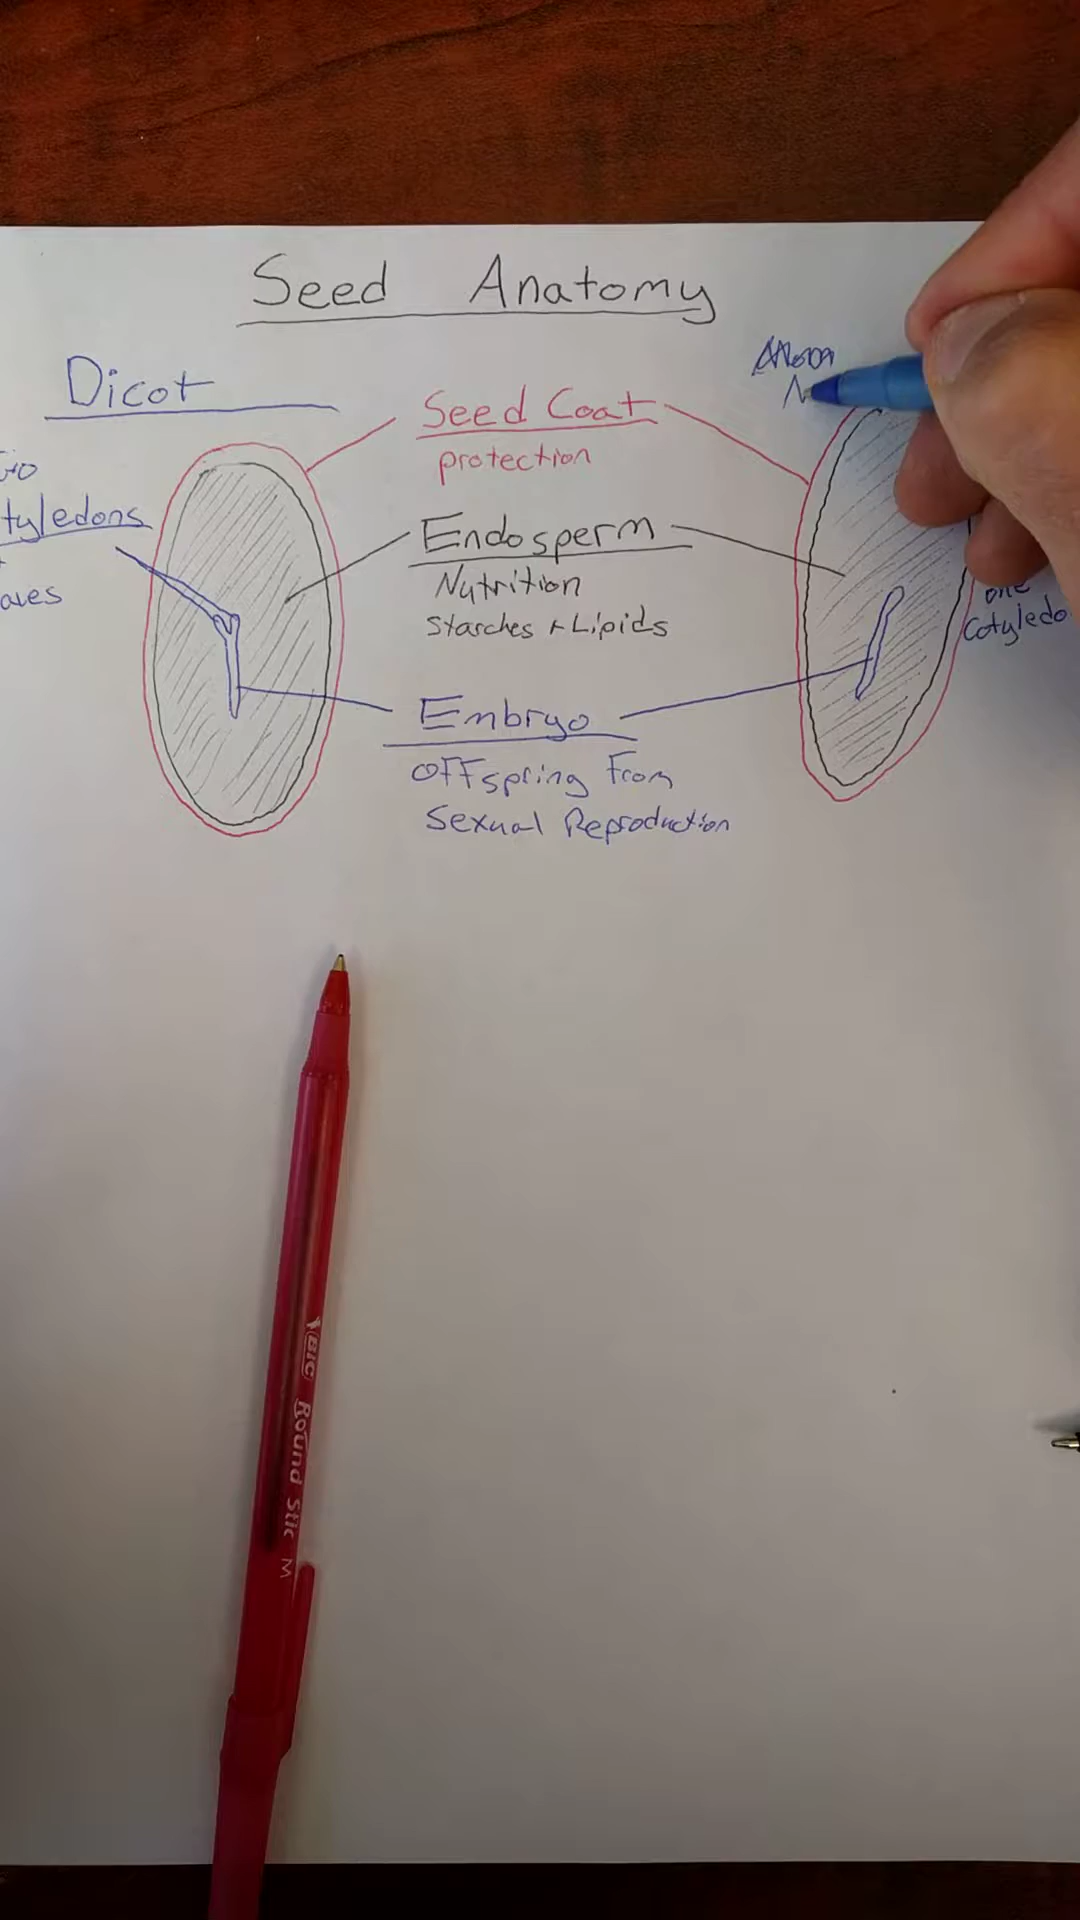 Seed Anatomy
Dicot
Seed Coat
protection
tyledons
Endosperm
Nutrition
Starches + Lipids
one
Cotyledo
Embryo
Offspring From
Sexual Reproduction
BIC Round Stic M